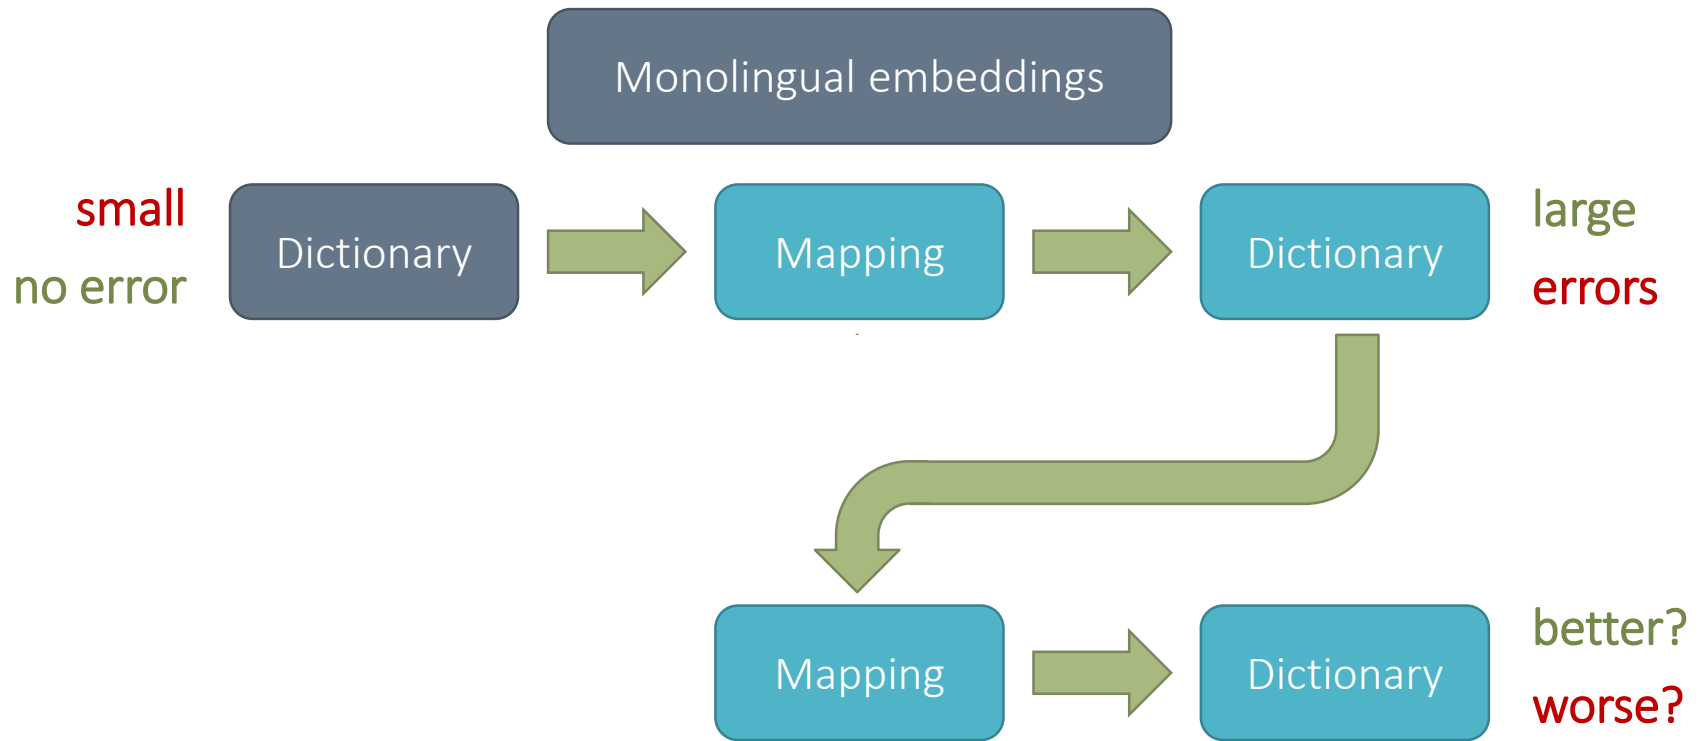 Monolingual embeddings
small
no error
Dictionary
Mapping
Dictionary
large
errors
Mapping
Dictionary
better?
worse?